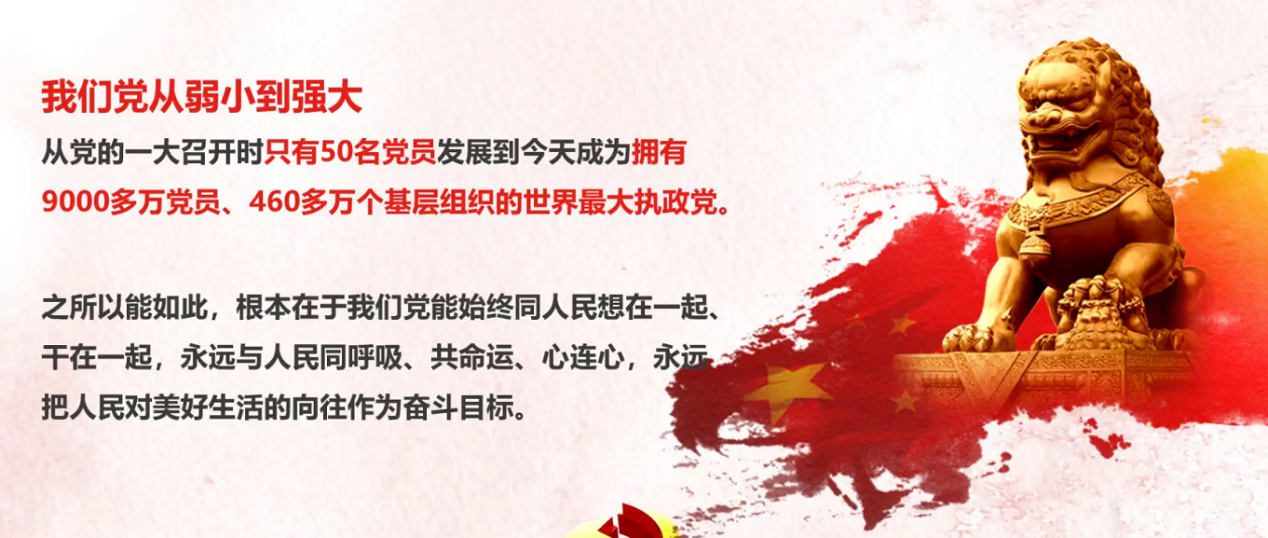 我们党从弱小到强大
从党的一大召开时只有50名党员发展到今天成为拥有
9000多万党员、460多万个基层组织的世界最大执政党。
之所以能如此，根本在于我们党能始终同人民想在一起、
干在一起，永远与人民同呼吸、共命运、心连心，永远
把人民对美好生活的向往作为奋斗目标。